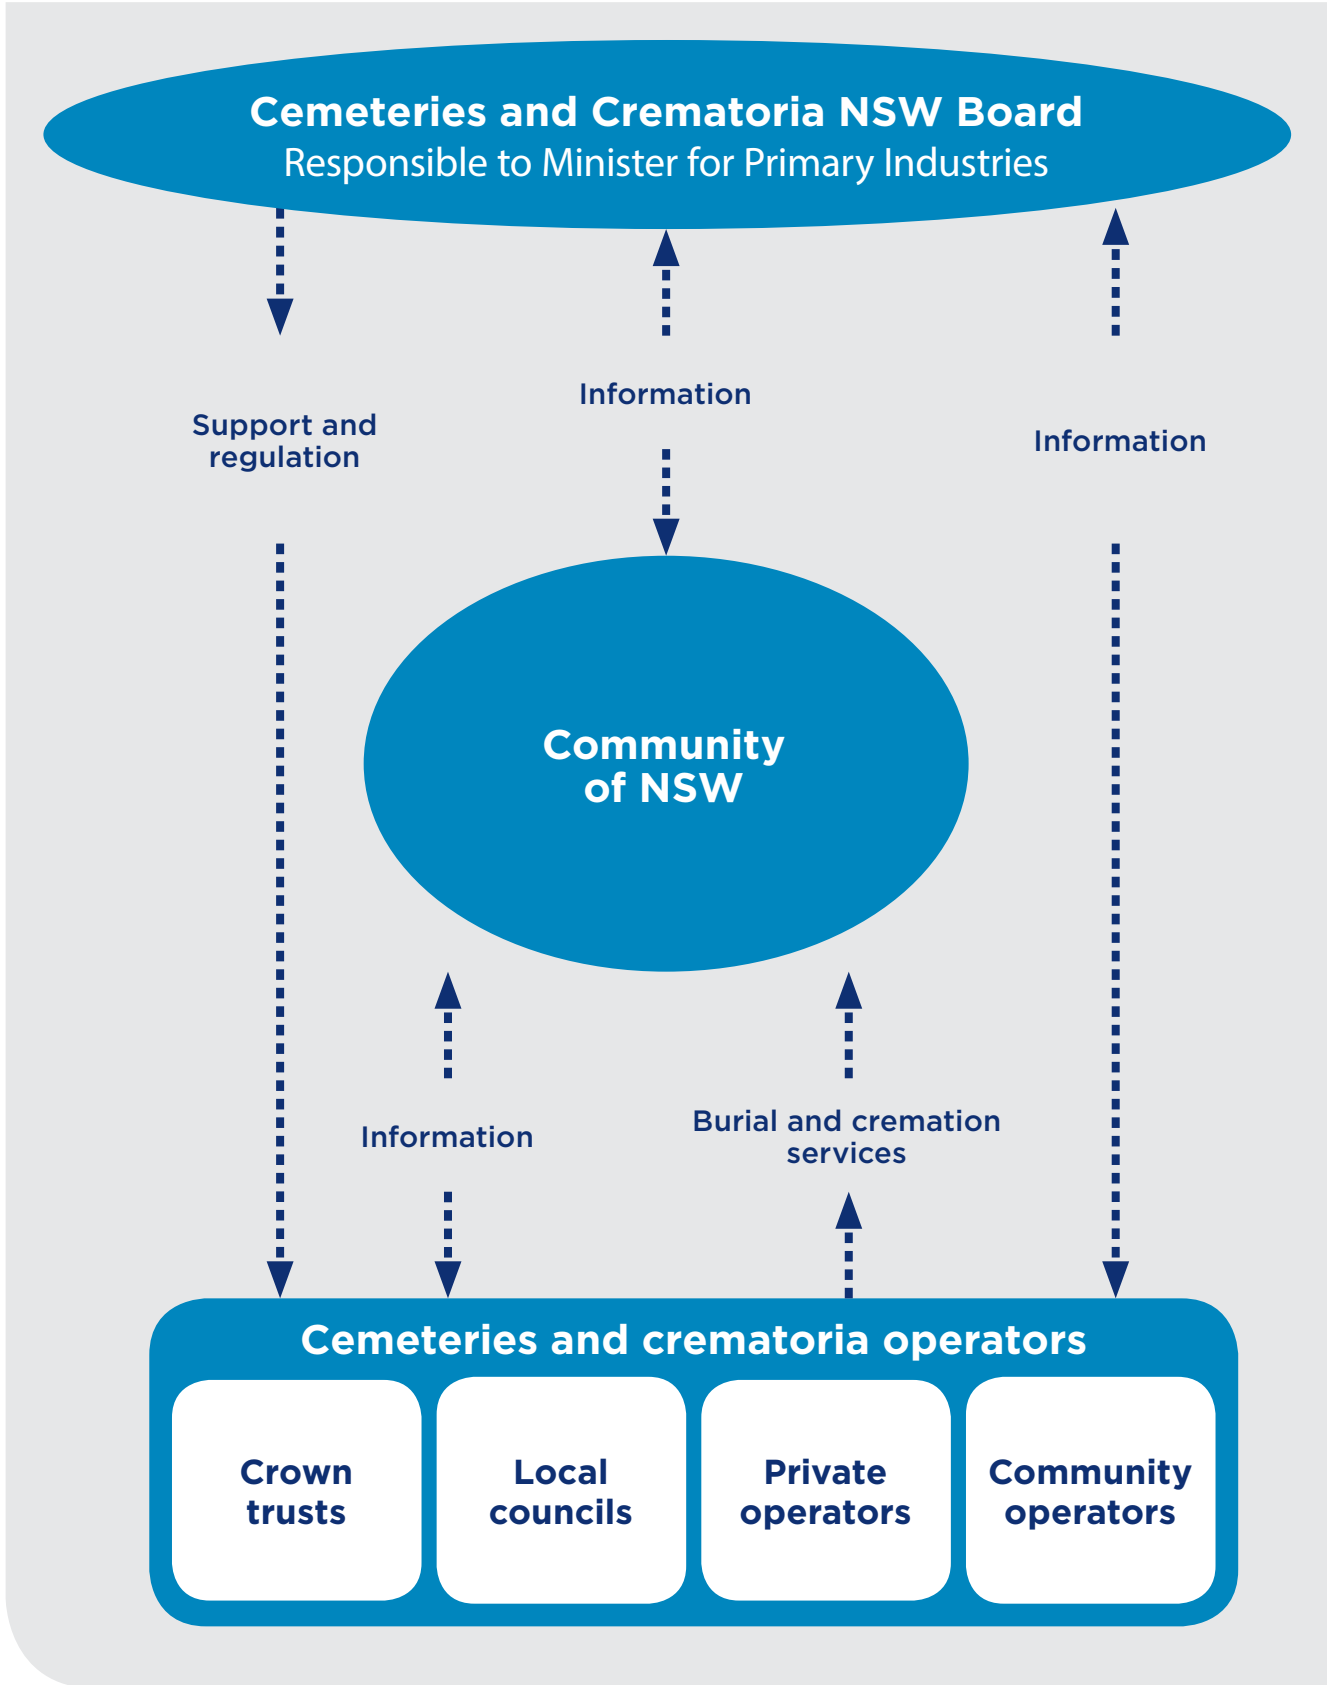 Cemeteries and Crematoria NSW Board
Responsible to Minister for Primary Industries
Information
Support and
regulation
Information
Community
of NSW
Information
Burial and cremation
services
Cemeteries and crematoria operators
Crown
trusts
Local
councils
Private
operators
Community
operators